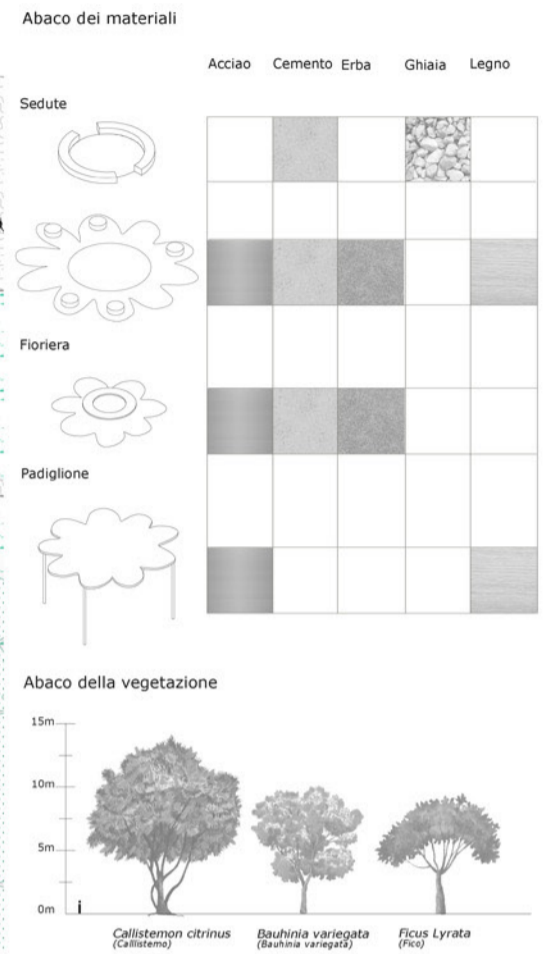 Abaco dei materiali
Acciao Cemento Erba Ghiaia Legno
Sedute
Fioriera
Padiglione
Abaco della vegetazione
15m
10m
5m
0m
Callistemon citrinus
(Calllistemo)
Bauhinia variegata
(Bauhinia variegata)
Ficus Lyrata
(Fico)